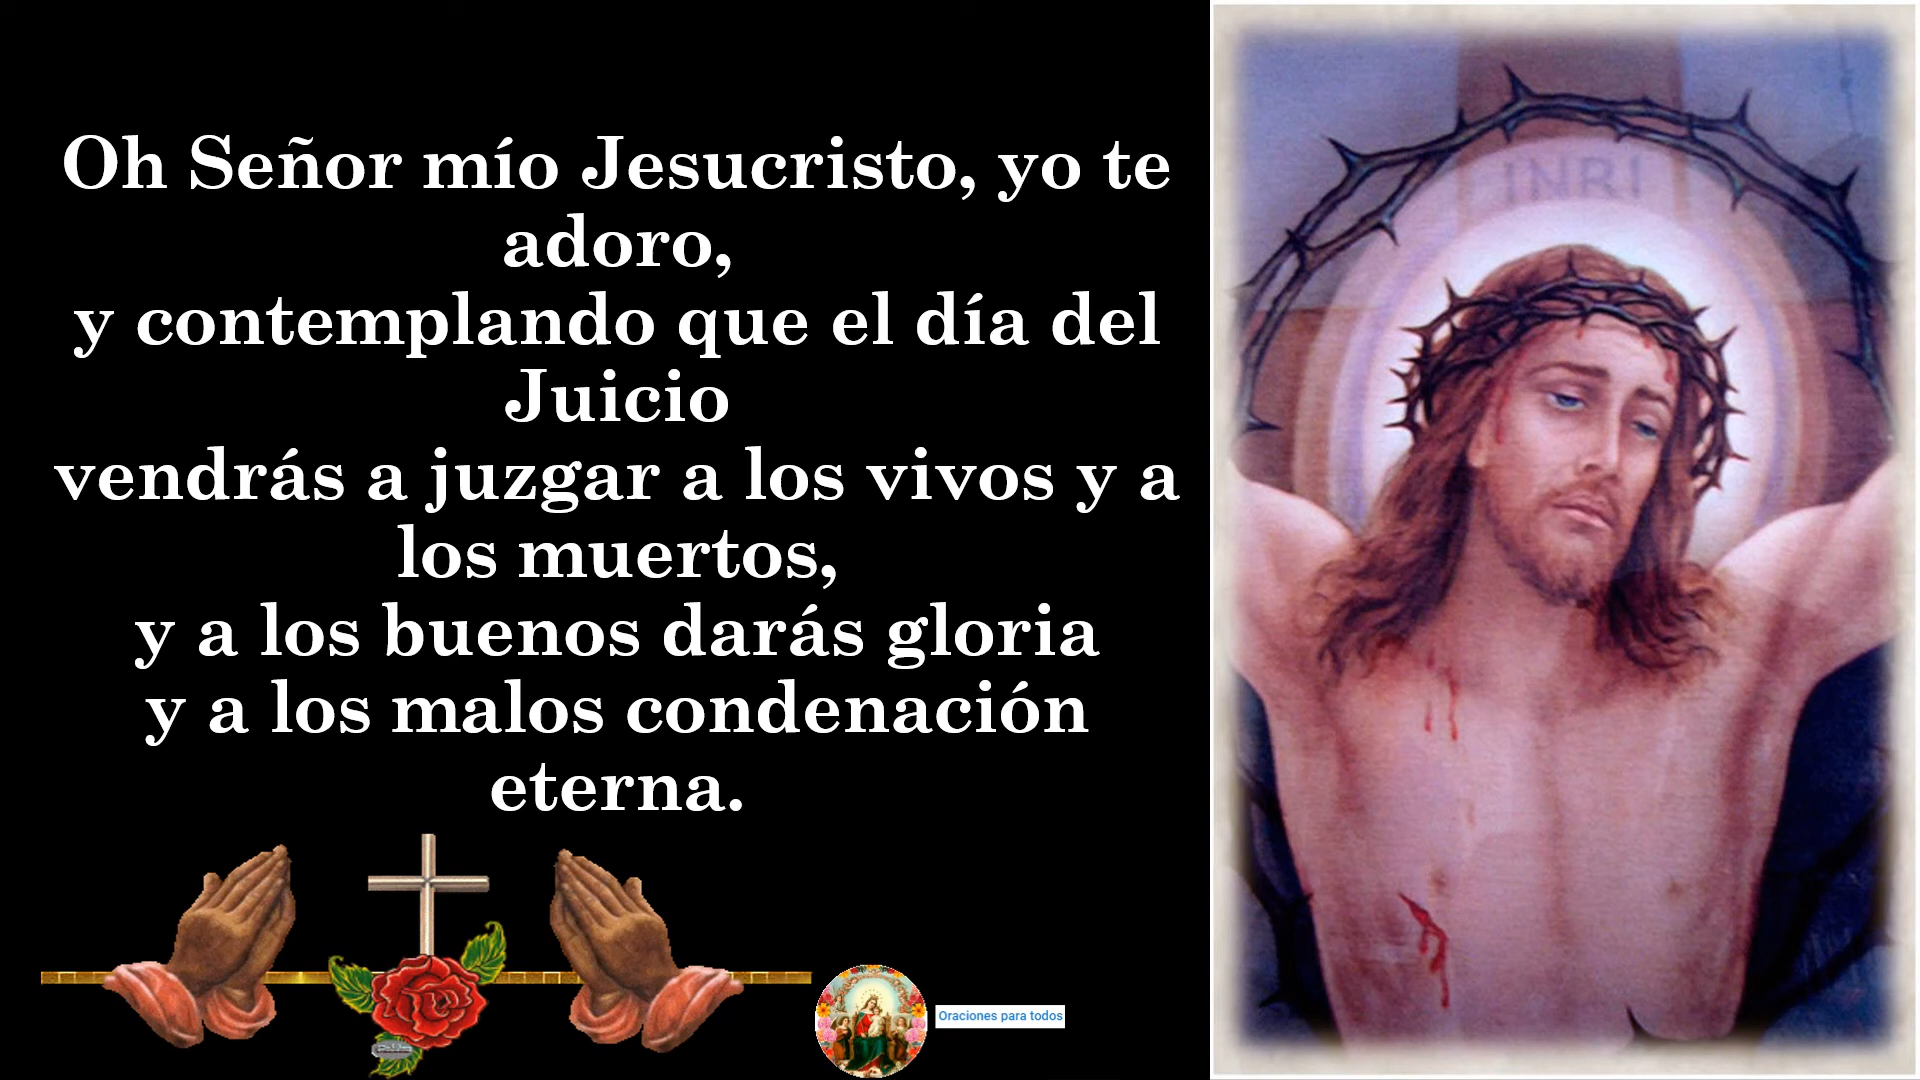 Oh Señor mío Jesucristo, yo te
adoro,
y contemplando que el día del
Juicio
vendrás a juzgar a los vivos y a
los muertos,
y a los buenos darás gloria
y a los malos condenación
eterna.
Oraciones para todos
INRI